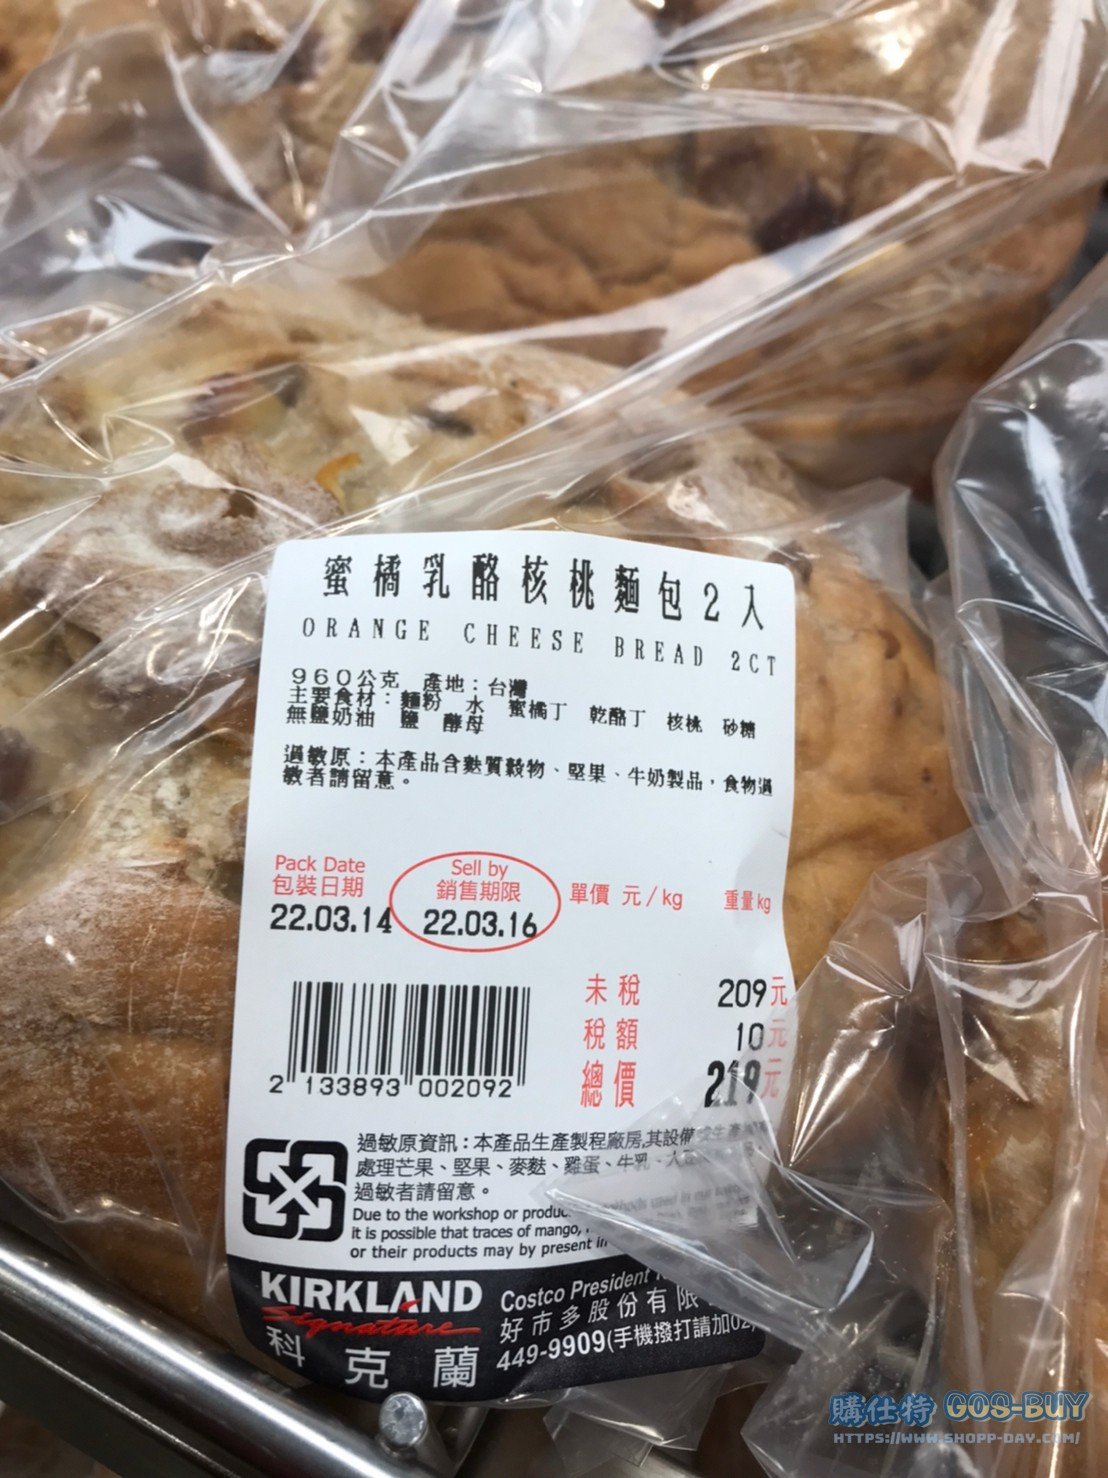 蜜橘乳酪核桃麵包2入
ORANGE CHEESE BREAD 2CT
960公克 產地：台灣
主要食材：麵粉 水 蜜橘丁 乾酪丁 核桃 砂糖
無鹽奶油 鹽 酵母
過敏原：本產品含麩質穀物、堅果、牛奶製品，食物過
敏者請留意。
Pack Date Sell by
包裝日期 銷售期限 單價 元/kg 重量kg
22.03.14 22.03.16
未稅 209元
稅額 10元
總價 219元
2 133893 002092
過敏原資訊：本產品生產製程廠房,其設備
處理芒果、堅果、麥麩、雞蛋、牛乳、大
過敏者請留意。
Due to the workshop or
it is possible that traces of mango,
or their products may by present in
KIRKLAND
Signature
科克蘭
Costco President
好市多股份有限
449-9909(手機撥打請加02)
購仕特 GOS-BUY
HTTPS://WWW.SHOPP-DAY.COM/